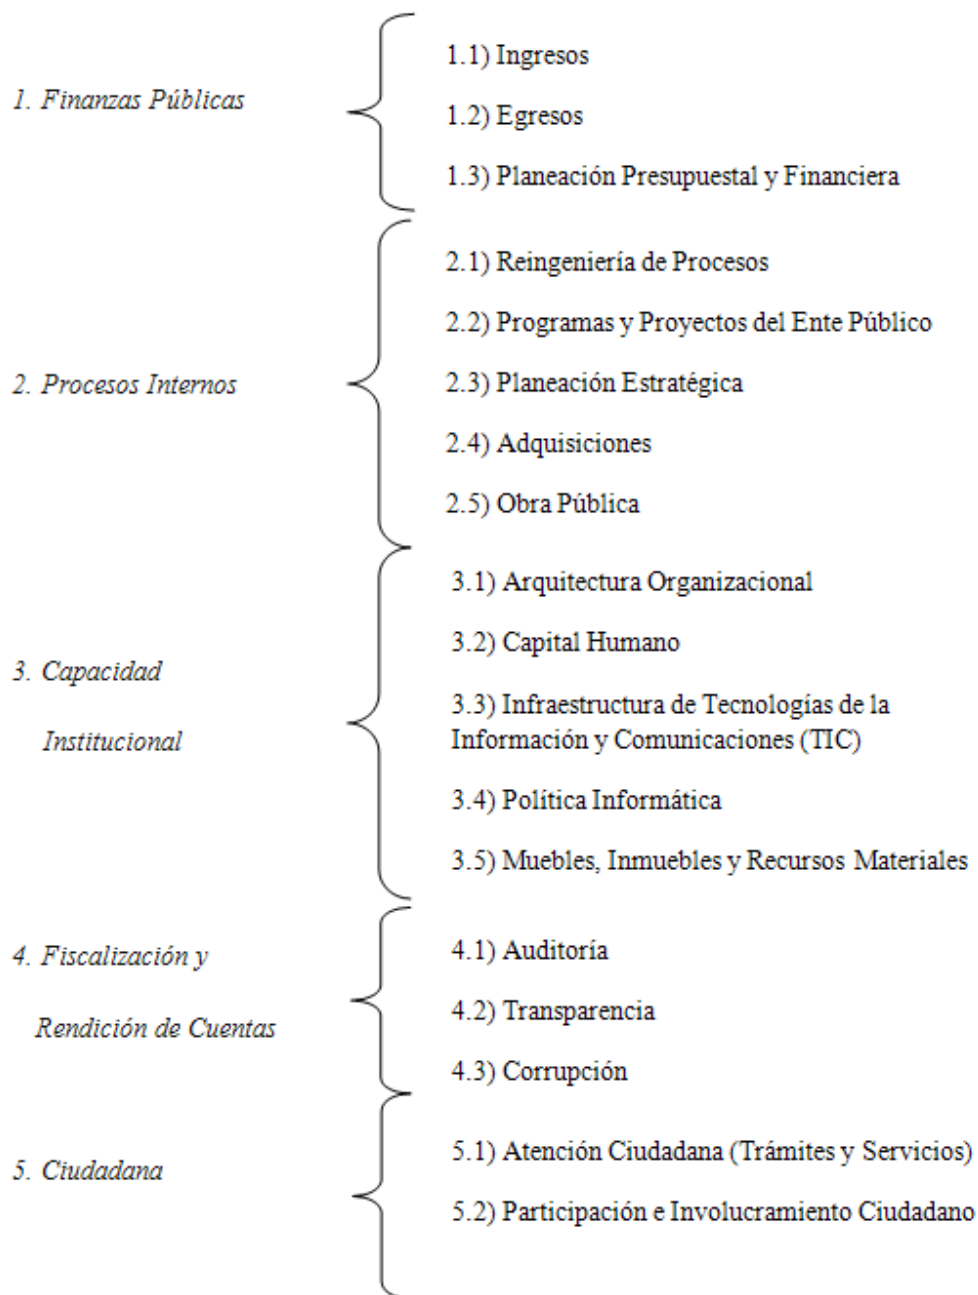 1. Finanzas Públicas
1.1) Ingresos
1.2) Egresos
1.3) Planeación Presupuestal y Financiera
2. Procesos Internos
2.1) Reingeniería de Procesos
2.2) Programas y Proyectos del Ente Público
2.3) Planeación Estratégica
2.4) Adquisiciones
2.5) Obra Pública
3. Capacidad
Institucional
3.1) Arquitectura Organizacional
3.2) Capital Humano
3.3) Infraestructura de Tecnologías de la
Información y Comunicaciones (TIC)
3.4) Política Informática
3.5) Muebles, Inmuebles y Recursos Materiales
4. Fiscalización y
Rendición de Cuentas
4.1) Auditoría
4.2) Transparencia
4.3) Corrupción
5. Ciudadana
5.1) Atención Ciudadana (Trámites y Servicios)
5.2) Participación e Involucramiento Ciudadano